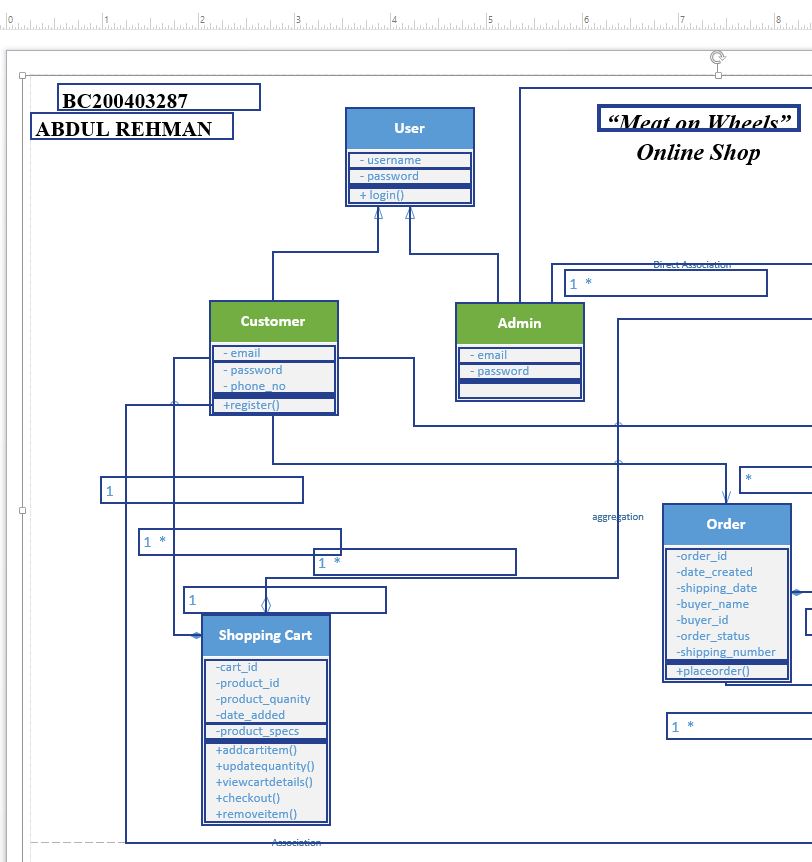 0 1 2 3 4 5 6 7 8
BC200403287
ABDUL REHMAN
“Meat on Wheels”
Online Shop
User
- username
- password
+ login()
Direct Association
1 *
Customer
- email
- password
- phone_no
+register()
Admin
- email
- password
*
1
1 *
1 *
1
aggregation
Order
-order_id
-date_created
-shipping_date
-buyer_name
-buyer_id
-order_status
-shipping_number
+placeorder()
1 *
Shopping Cart
-cart_id
-product_id
-product_quanity
-date_added
-product_specs
+addcartitem()
+updatequantity()
+viewcartdetails()
+checkout()
+removeitem()
Association